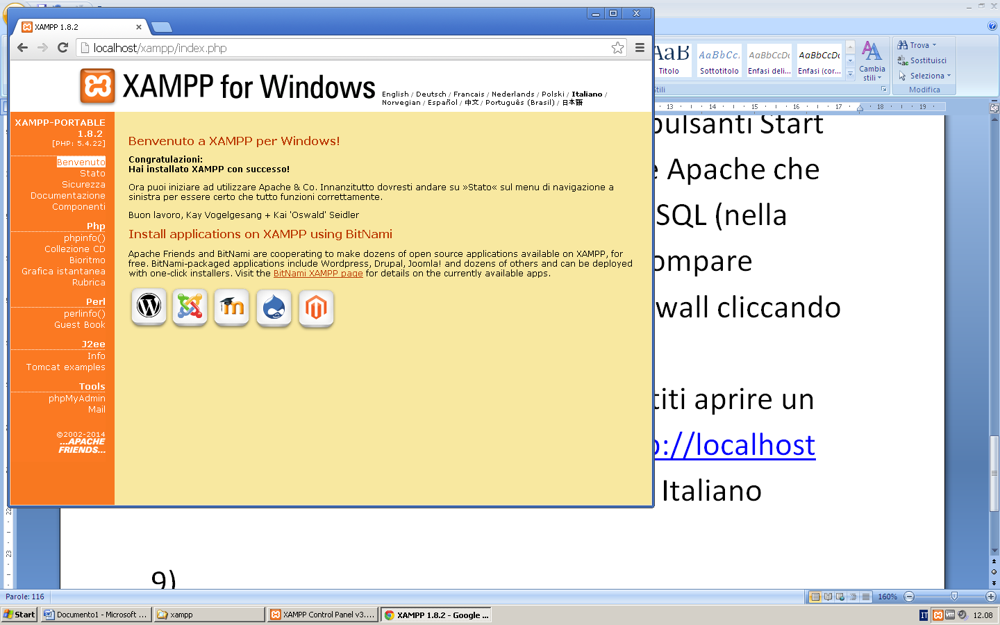 XAMPP 1.8.2
localhost/xampp/index.php
XAMPP for Windows
English / Deutsch / Francais / Nederlands / Polski / Italiano /
Norwegian / Español / 中文 / Português (Brasil) / 日本語
XAMPP-PORTABLE
1.8.2
[PHP: 5.4.22]
Benvenuto
Stato
Sicurezza
Documentazione
Componenti
Php
phpinfo()
Collezione CD
Bioritmo
Grafica istantanea
Rubrica
Perl
perlinfo()
Guest Book
J2ee
Info
Tomcat examples
Tools
phpMyAdmin
Mail
©2002-2014
...APACHE
FRIENDS...
Benvenuto a XAMPP per Windows!
Congratulazioni:
Hai installato XAMPP con successo!
Ora puoi iniziare ad utilizzare Apache & Co. Innanzitutto dovresti andare su »Stato« sul menu di navigazione a
sinistra per essere certo che tutto funzioni correttamente.
Buon lavoro, Kay Vogelgesang + Kai 'Oswald' Seidler
Install applications on XAMPP using BitNami
Apache Friends and BitNami are cooperating to make dozens of open source applications available on XAMPP, for
free. BitNami-packaged applications include Wordpress, Drupal, Joomla! and dozens of others and can be deployed
with one-click installers. Visit the BitNami XAMPP page for details on the currently available apps.
AaB AaBbCc. AaBbCcDc AaBbCcDc
Titolo Sottotitolo Enfasi deli... Enfasi (cor...
Cambia
stili
Trova
Sostituisci
Seleziona
Stili
Modifica
13 14 15 16 17 18 19
pulsanti Start
e Apache che
SQL (nella
ompare
wall cliccando
titi aprire un
p://localhost
Italiano
9)
22
23
Parole: 116
160%
Start
Documento1 - Microsoft ...
xampp
XAMPP Control Panel v3....
XAMPP 1.8.2 - Google ...
IT
12.08